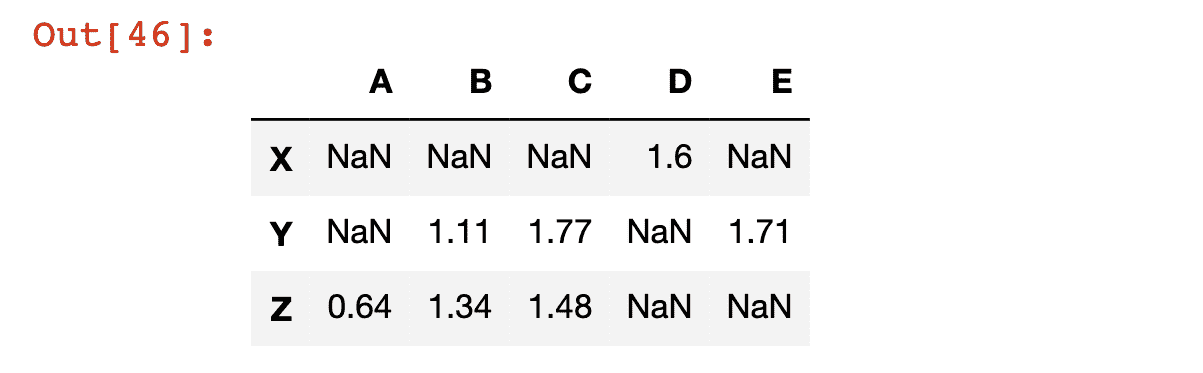 Out[46]:
A B C D E
X NaN NaN NaN 1.6 NaN
Y NaN 1.11 1.77 NaN 1.71
Z 0.64 1.34 1.48 NaN NaN